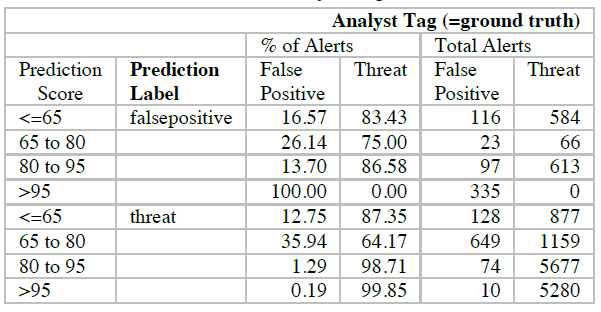 Analyst Tag (=ground truth)
% of Alerts Total Alerts
Prediction Score Prediction Label False Positive Threat False Positive Threat
<=65 falsepositive 16.57 83.43 116 584
65 to 80 26.14 75.00 23 66
80 to 95 13.70 86.58 97 613
>95 100.00 0.00 335 0
<=65 threat 12.75 87.35 128 877
65 to 80 35.94 64.17 649 1159
80 to 95 1.29 98.71 74 5677
>95 0.19 99.85 10 5280